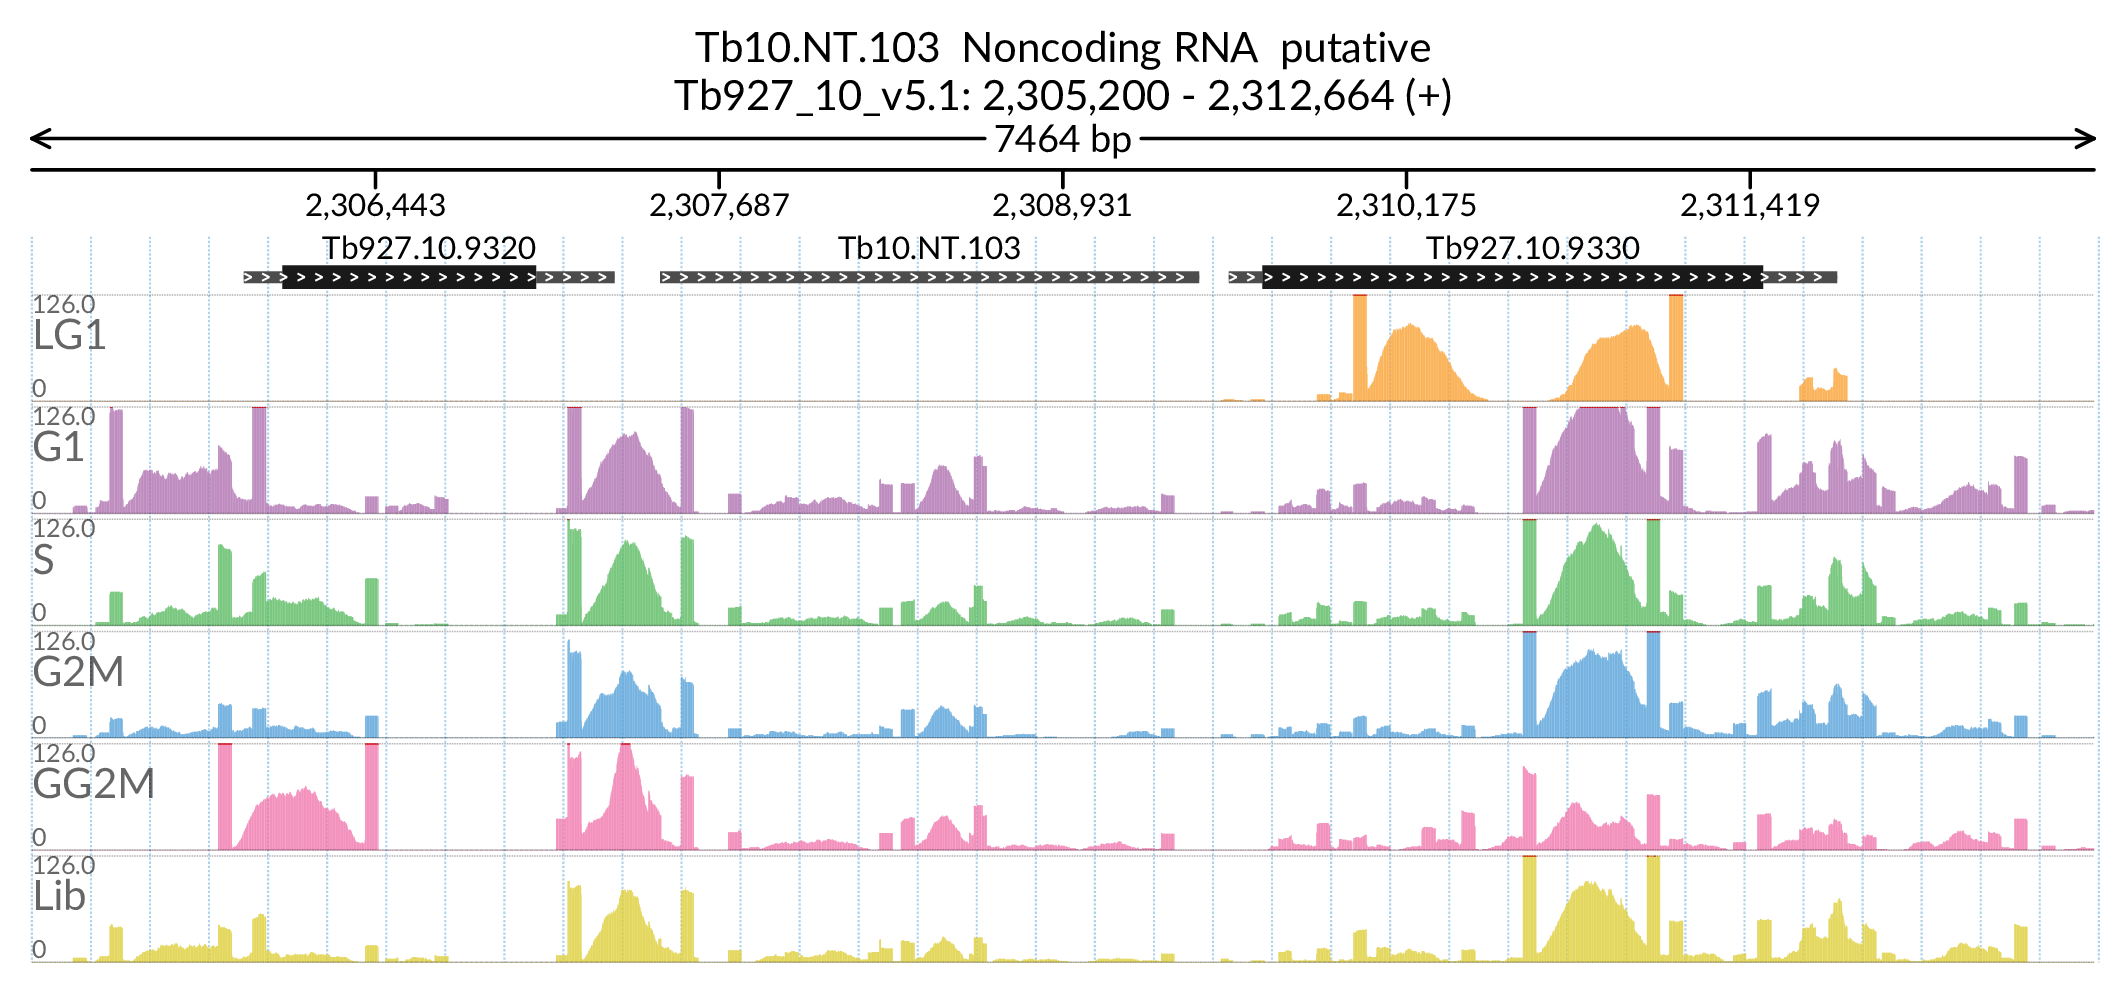 Tb10.NT.103 Noncoding RNA putative
Tb927_10_v5.1: 2,305,200 - 2,312,664 (+)
7464 bp
2,306,443 2,307,687 2,308,931 2,310,175 2,311,419
Tb927.10.9320 Tb10.NT.103 Tb927.10.9330
126.0
LG1
0
126.0
G1
0
126.0
S
0
126.0
G2M
0
126.0
GG2M
0
126.0
Lib
0